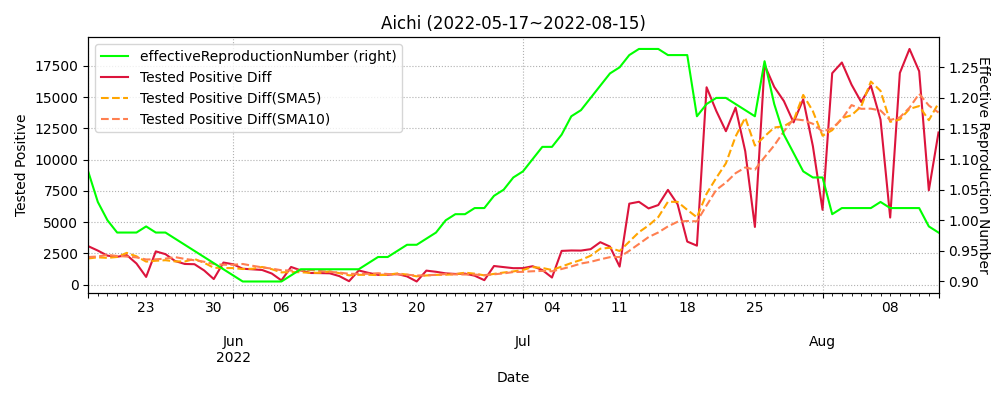 Aichi (2022-05-17~2022-08-15)
effectiveReproductionNumber (right)
Tested Positive Diff
Tested Positive Diff(SMA5)
Tested Positive Diff(SMA10)
Tested Positive
17500
15000
12500
10000
7500
5000
2500
0
1.25
1.20
1.15
1.10
1.05
1.00
0.95
0.90
Effective Reproduction Number
23 30 06 13 20 27 04 11 18 25 08
Jun Jul Aug
2022
Date